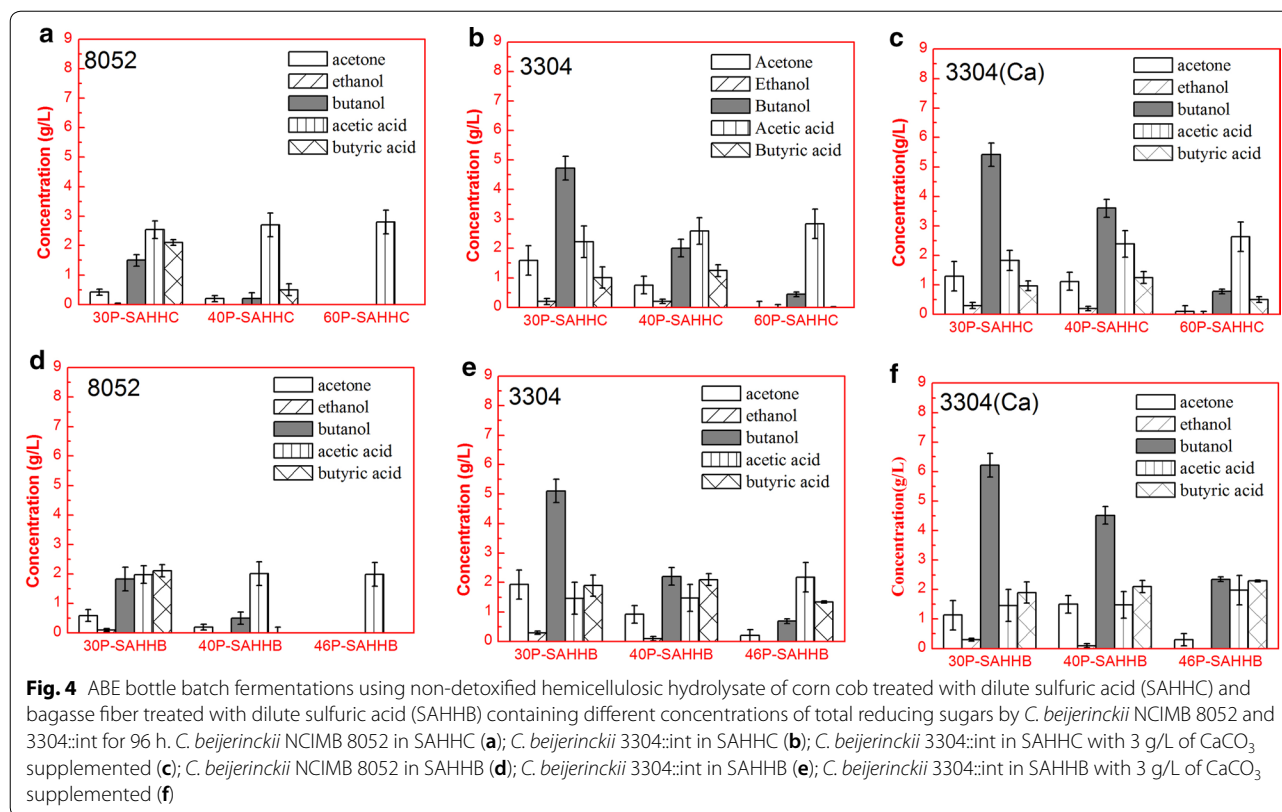 a
8052
acetone
ethanol
butanol
acetic acid
butyric acid
Concentration (g/L)
9
8
7
6
5
4
3
2
1
0
30P-SAHHC 40P-SAHHC 60P-SAHHC
b
3304
Acetone
Ethanol
Butanol
Acetic acid
Butyric acid
Concentration (g/L)
9
8
7
6
5
4
3
2
1
0
30P-SAHHC 40P-SAHHC 60P-SAHHC
c
3304(Ca)
acetone
ethanol
butanol
acetic acid
butyric acid
Concentration(g/L)
9
8
7
6
5
4
3
2
1
0
30P-SAHHC 40P-SAHHC 60P-SAHHC
d
8052
acetone
ethanol
butanol
acetic acid
butyric acid
Concentration (g/L)
9
8
7
6
5
4
3
2
1
0
30P-SAHHB 40P-SAHHB 46P-SAHHB
e
3304
acetone
ethanol
butanol
acetic acid
butyric acid
Concentration (g/L)
9
8
7
6
5
4
3
2
1
0
30P-SAHHB 40P-SAHHB 46P-SAHHB
f
3304(Ca)
acetone
ethanol
butanol
acetic acid
butyric acid
Concentration(g/L)
9
8
7
6
5
4
3
2
1
0
30P-SAHHB 40P-SAHHB 46P-SAHHB
Fig. 4 ABE bottle batch fermentations using non-detoxified hemicellulosic hydrolysate of corn cob treated with dilute sulfuric acid (SAHHC) and
bagasse fiber treated with dilute sulfuric acid (SAHHB) containing different concentrations of total reducing sugars by C. beijerinckii NCIMB 8052 and
3304::int for 96 h. C. beijerinckii NCIMB 8052 in SAHHC (a); C. beijerinckii 3304::int in SAHHC (b); C. beijerinckii 3304::int in SAHHC with 3 g/L of CaCO₃
supplemented (c); C. beijerinckii NCIMB 8052 in SAHHB (d); C. beijerinckii 3304::int in SAHHB (e); C. beijerinckii 3304::int in SAHHB with 3 g/L of CaCO₃
supplemented (f)